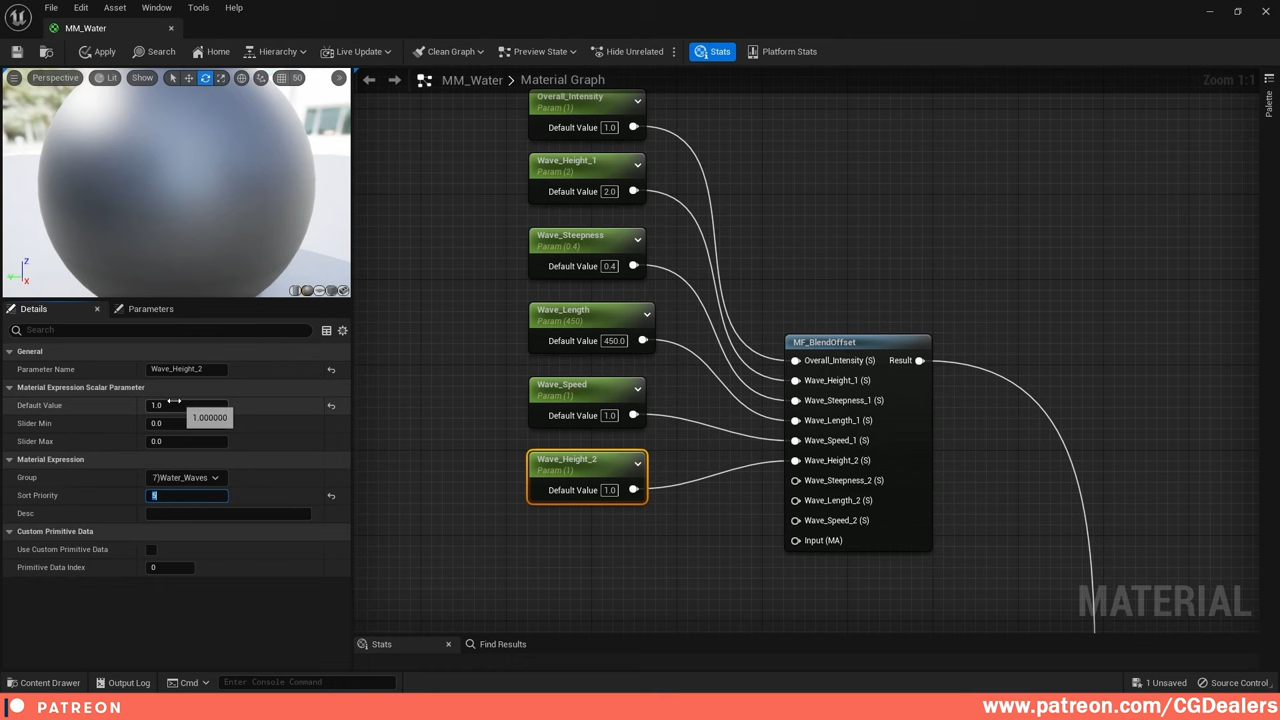 File Edit Asset Window Tools Help
MM_Water
Apply Search Home Hierarchy Live Update Clean Graph Preview State Hide Unrelated Stats Platform Stats
Perspective Lit Show 50
MM_Water > Material Graph Zoom 1:1
Palette
Overall_Intensity
Param (1)
Default Value 1.0
Wave_Height_1
Param (2)
Default Value 2.0
Wave_Steepness
Param (0.4)
Default Value 0.4
Wave_Length
Param (450)
Default Value 450.0
Wave_Speed
Param (1)
Default Value 1.0
Wave_Height_2
Param (1)
Default Value 1.0
MF_BlendOffset
Overall_Intensity (S) Result
Wave_Height_1 (S)
Wave_Steepness_1 (S)
Wave_Length_1 (S)
Wave_Speed_1 (S)
Wave_Height_2 (S)
Wave_Steepness_2 (S)
Wave_Length_2 (S)
Wave_Speed_2 (S)
Input (MA)
MATERIAL
Z
X
Details Parameters
Search
General
Parameter Name Wave_Height_2
Material Expression Scalar Parameter
Default Value 1.0
1.000000
Slider Min 0.0
Slider Max 0.0
Material Expression
Group 7)Water_Waves
Sort Priority 5
Desc
Custom Primitive Data
Use Custom Primitive Data
Primitive Data Index 0
Stats Find Results
Content Drawer Output Log Cmd Enter Console Command 1 Unsaved Source Control
PATREON www.patreon.com/CGDealers